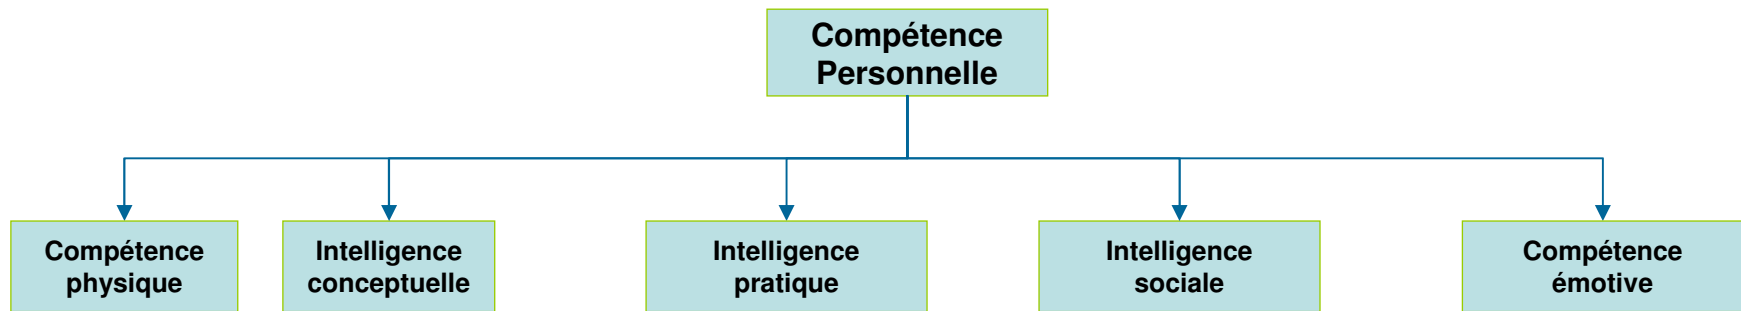 Compétence
Personnelle
Compétence
physique
Intelligence
conceptuelle
Intelligence
pratique
Intelligence
sociale
Compétence
émotive